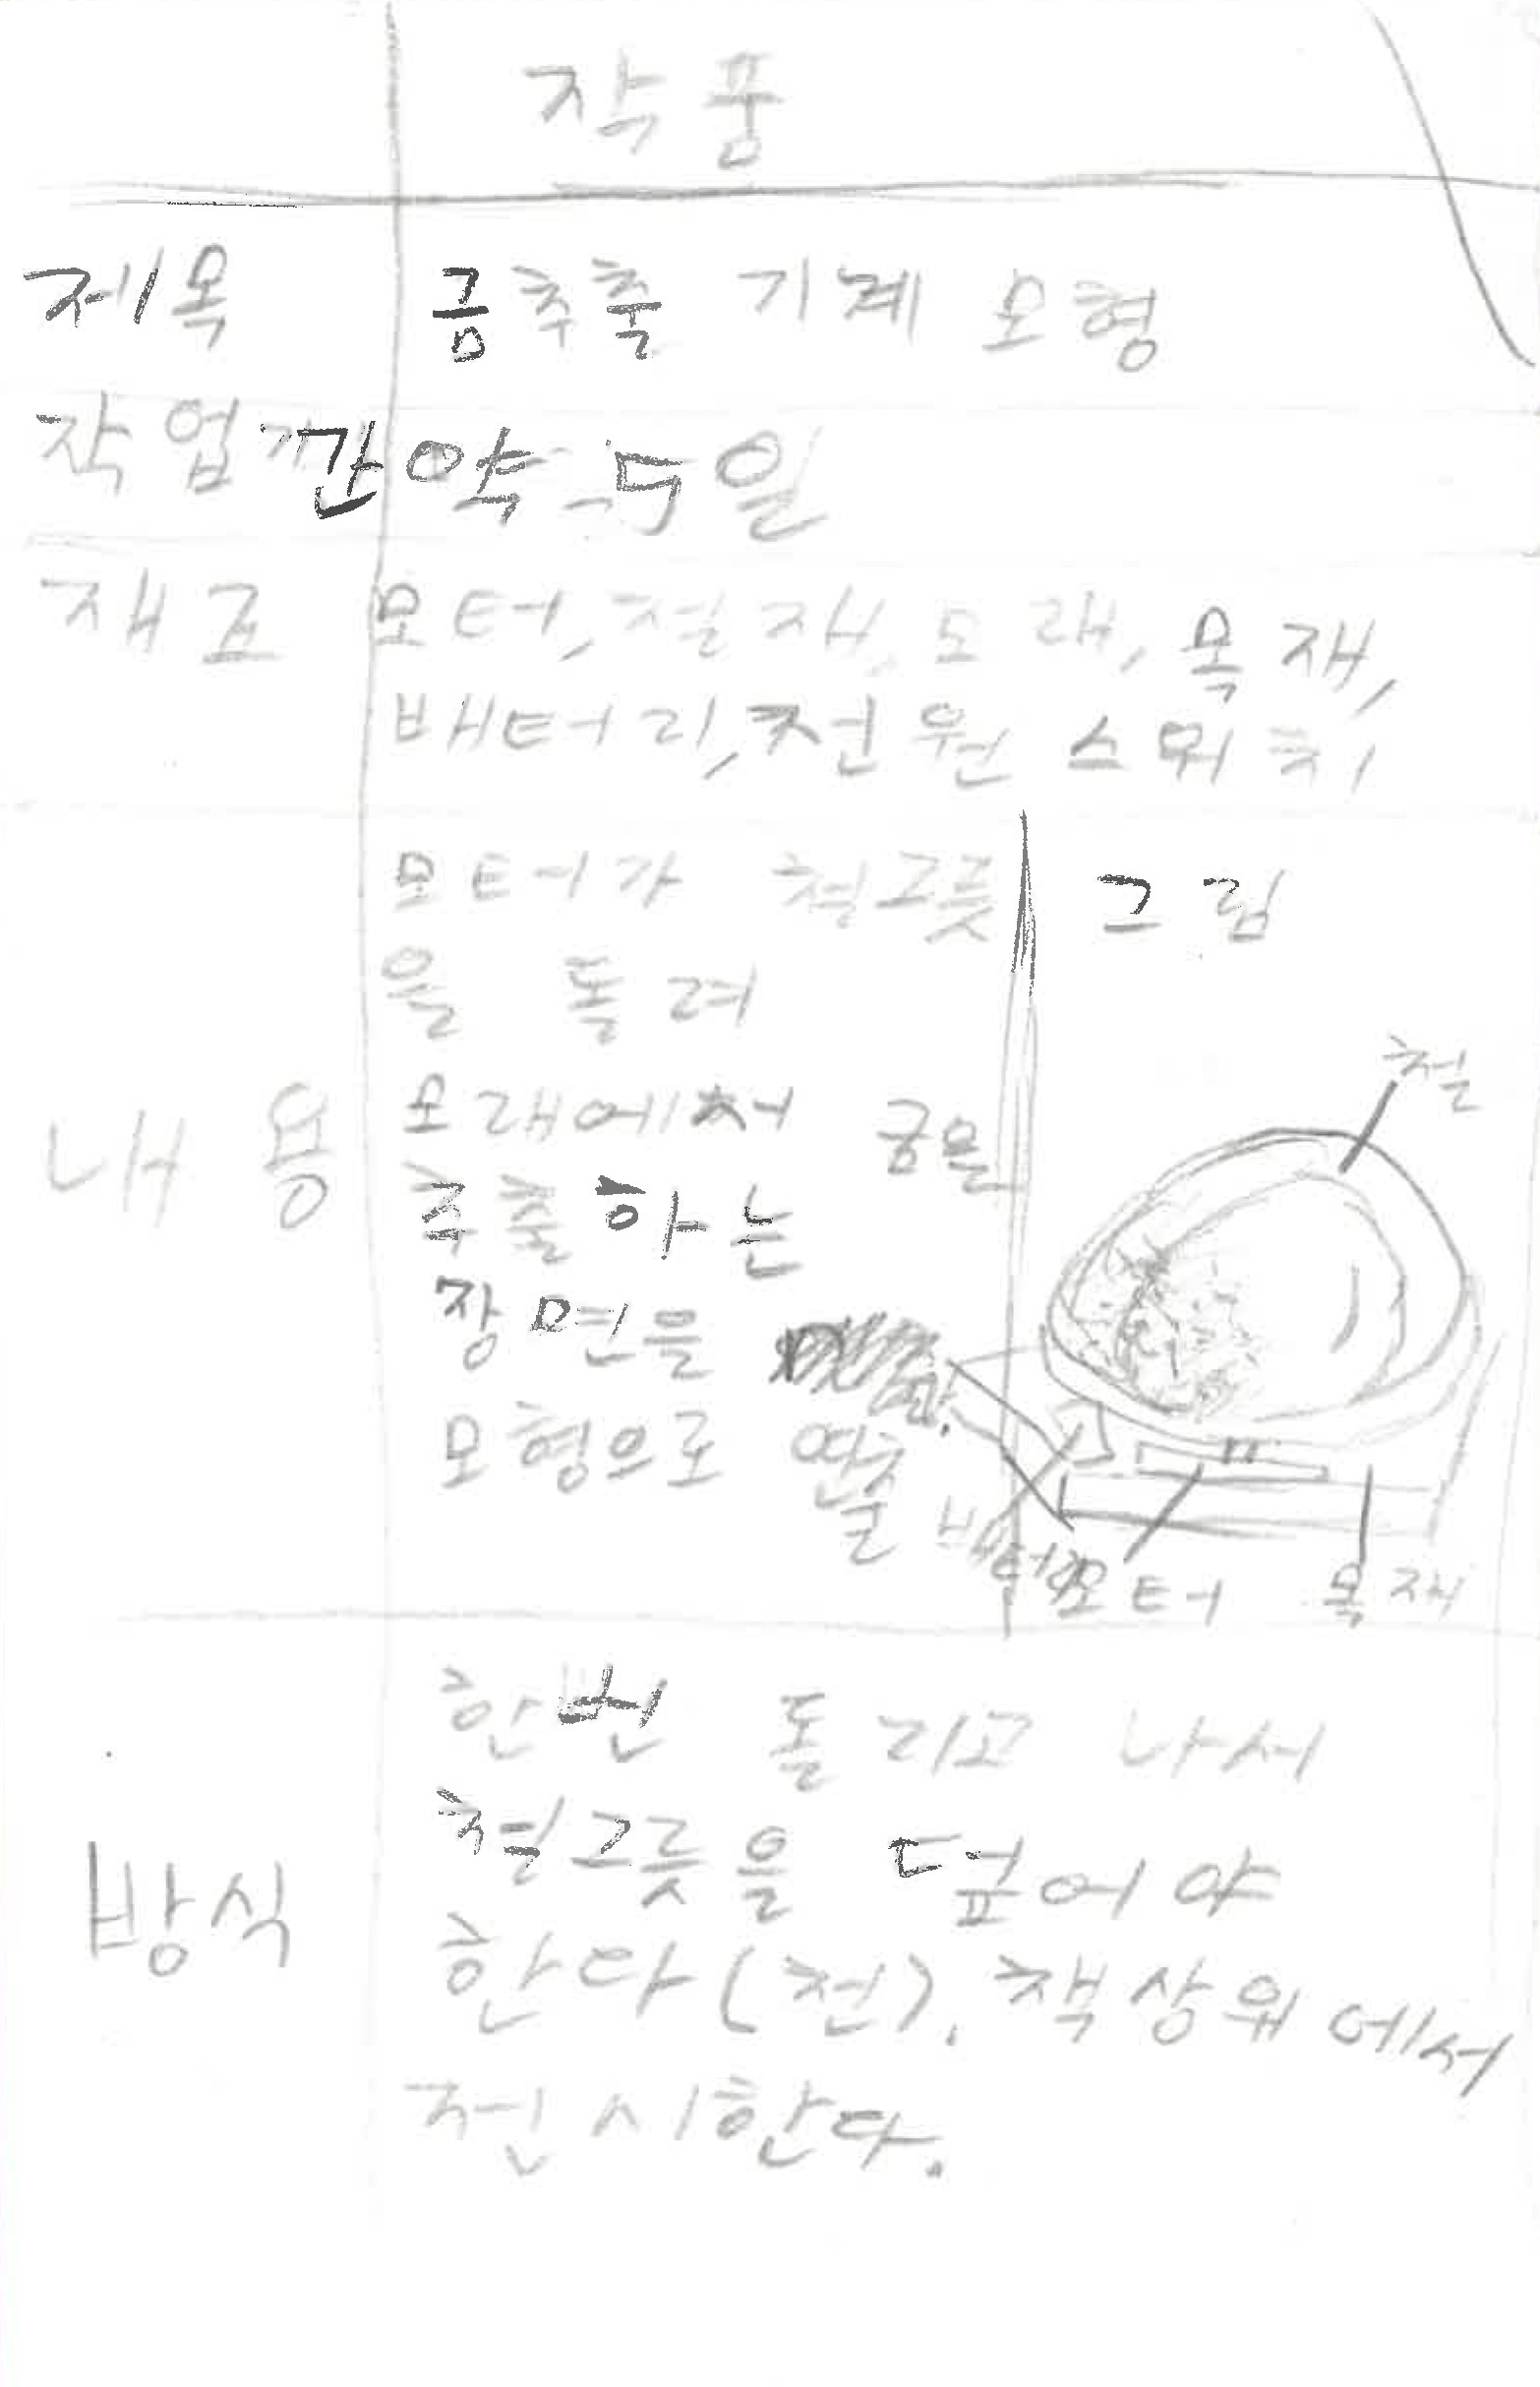 작품
제목 금추출 기계 모형
작업기간 약 5일
재료 모터, 철재, 모래, 목재,
배터리, 전원 스위치
모터가 철그릇
을 돌려
내용 모래에서 금을
추출하는
장면을
모형으로 만듦
그림
철
배터리
모터
목재
한번 돌리고 나서
방식 철그릇을 덮어야
한다(천). 책상위에서
전시한다.